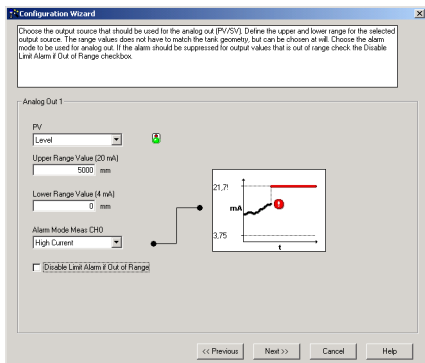 Configuration Wizard
Choose the output source that should be used for the analog out (PV/SV). Define the upper and lower range for the selected
output source. The range values does not have to match the tank geometry, but can be chosen at will. Choose the alarm
mode to be used for analog out. If the alarm should be suppressed for output values that is out of range check the Disable
Limit Alarm if Out of Range checkbox.
Analog Out 1
PV
Level
Upper Range Value (20 mA)
5000 mm
Lower Range Value (4 mA)
0 mm
Alarm Mode Meas CH0
High Current
Disable Limit Alarm if Out of Range
21,75
mA
3,75
t
<< Previous
Next >>
Cancel
Help